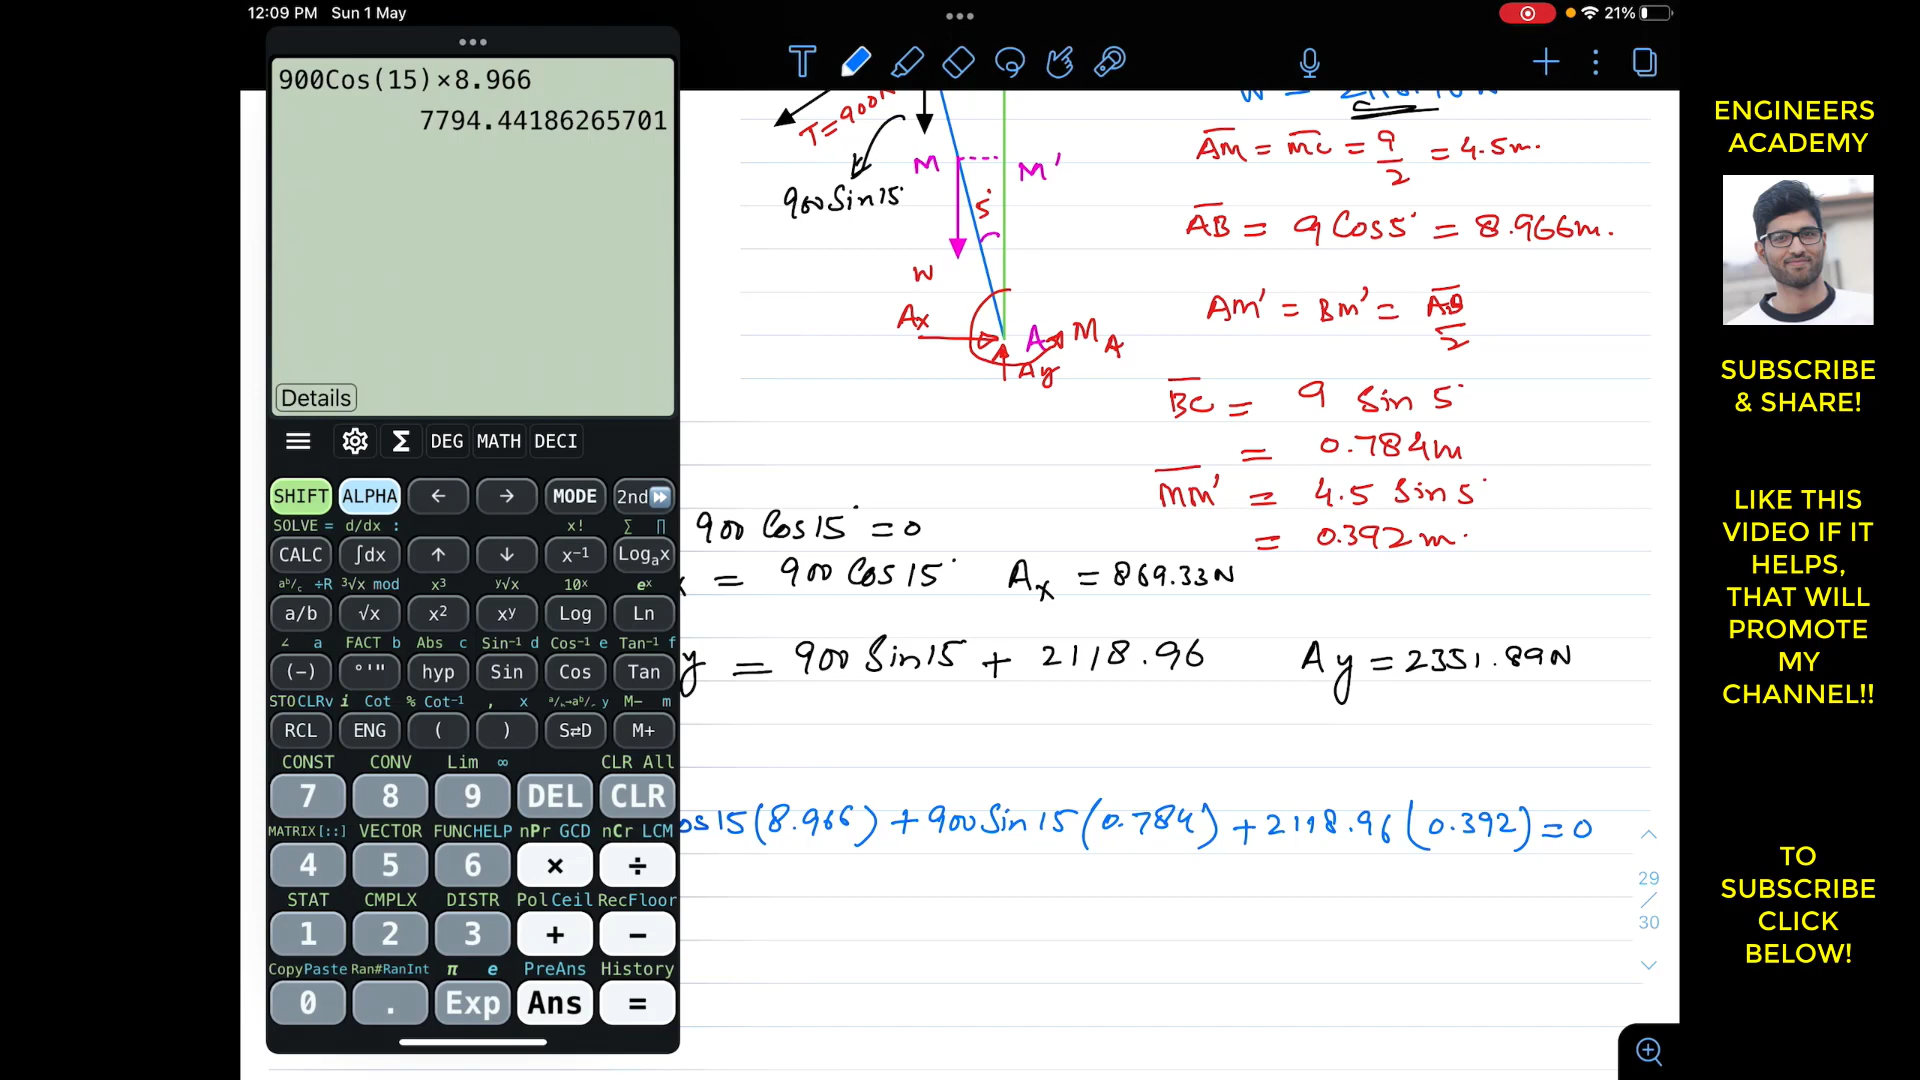 12:09 PM Sun 1 May
21%
900Cos(15)×8.966
7794.44186265701
Details
DEG MATH DECI
SHIFT ALPHA ← → MODE 2nd
SOLVE = d/dx : x! ∑ ∏
CALC ∫dx ↑ ↓ x⁻¹ Logₐx
aᵇ/c ÷R ³√x mod x³ ʸ√x 10ˣ eˣ
a/b √x x² xʸ Log Ln
∠ a FACT b Abs c Sin⁻¹ d Cos⁻¹ e Tan⁻¹ f
(−) °'" hyp Sin Cos Tan
STO CLRv i Cot % Cot⁻¹ , x y M− m
RCL ENG ( ) S⇄D M+
CONST CONV Lim ∞ CLR All
7 8 9 DEL CLR
MATRIX[::] VECTOR FUNC HELP nPr GCD nCr LCM
4 5 6 × ÷
STAT CMPLX DISTR Pol Ceil Rec Floor
1 2 3 + −
Copy Paste Ran# RanInt π e PreAns History
0 . Exp Ans =
T=900N
900 Sin15°
M M'
5°
W
Ax
A MA
Ay
AM = MC = 9/2 = 4.5m.
AB = 9 Cos5° = 8.966m.
AM' = BM' = AB/2
BC = 9 Sin 5°
= 0.784m
MM' = 4.5 Sin5°
= 0.392m.
900 Cos15° = 0
x = 900 Cos15° Ax = 869.33N
y = 900 Sin15 + 2118.96 Ay = 2351.89N
os15(8.966) + 900Sin15(0.784) + 2118.96(0.392) = 0
29
/
30
ENGINEERS
ACADEMY
SUBSCRIBE
& SHARE!
LIKE THIS
VIDEO IF IT
HELPS,
THAT WILL
PROMOTE
MY
CHANNEL!!
TO
SUBSCRIBE
CLICK
BELOW!